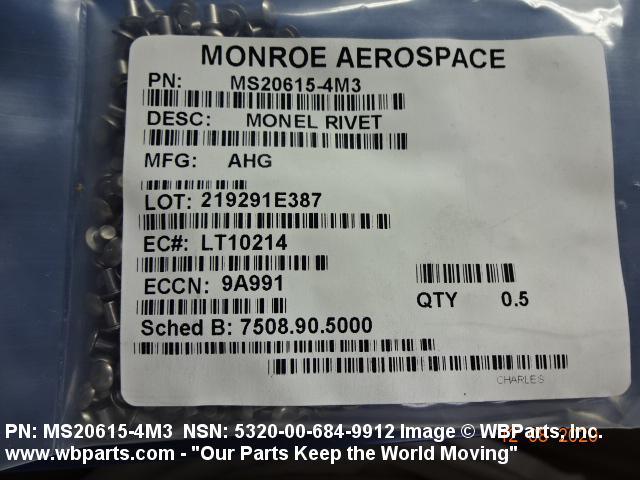 MONROE AEROSPACE
PN: MS20615-4M3
DESC: MONEL RIVET
MFG: AHG
LOT: 219291E387
EC#: LT10214
ECCN: 9A991
QTY 0.5
Sched B: 7508.90.5000
CHARLES
PN: MS20615-4M3 NSN: 5320-00-684-9912 Image © WBParts, Inc.
www.wbparts.com - "Our Parts Keep the World Moving"